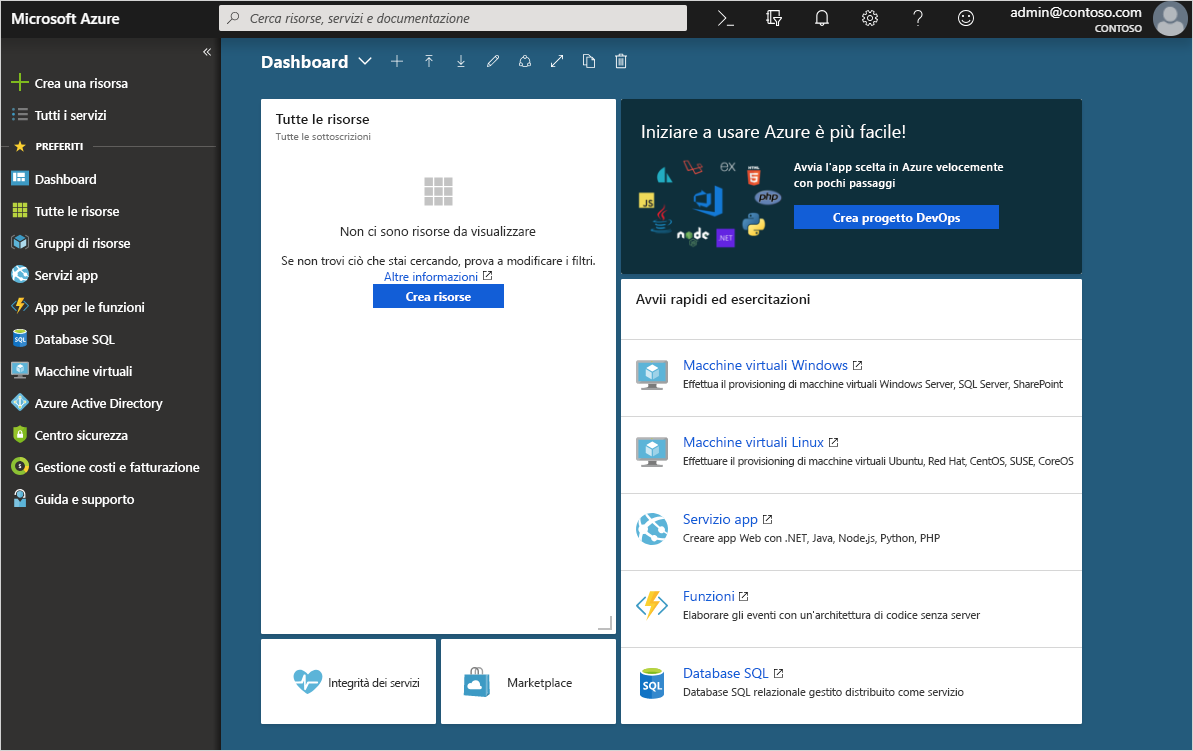 Microsoft Azure
Cerca risorse, servizi e documentazione
admin@contoso.com
CONTOSO
Crea una risorsa
Tutti i servizi
PREFERITI
Dashboard
Tutte le risorse
Gruppi di risorse
Servizi app
App per le funzioni
Database SQL
Macchine virtuali
Azure Active Directory
Centro sicurezza
Gestione costi e fatturazione
Guida e supporto
Dashboard
Tutte le risorse
Tutte le sottoscrizioni
Non ci sono risorse da visualizzare
Se non trovi ciò che stai cercando, prova a modificare i filtri.
Altre informazioni
Crea risorse
Integrità dei servizi
Marketplace
Iniziare a usare Azure è più facile!
EX
HTML
5
JS
php
node
.NET
Avvia l'app scelta in Azure velocemente
con pochi passaggi
Crea progetto DevOps
Avvii rapidi ed esercitazioni
Macchine virtuali Windows
Effettua il provisioning di macchine virtuali Windows Server, SQL Server, SharePoint
Macchine virtuali Linux
Effettuare il provisioning di macchine virtuali Ubuntu, Red Hat, CentOS, SUSE, CoreOS
Servizio app
Creare app Web con .NET, Java, Node.js, Python, PHP
Funzioni
Elaborare gli eventi con un'architettura di codice senza server
SQL
Database SQL
Database SQL relazionale gestito distribuito come servizio